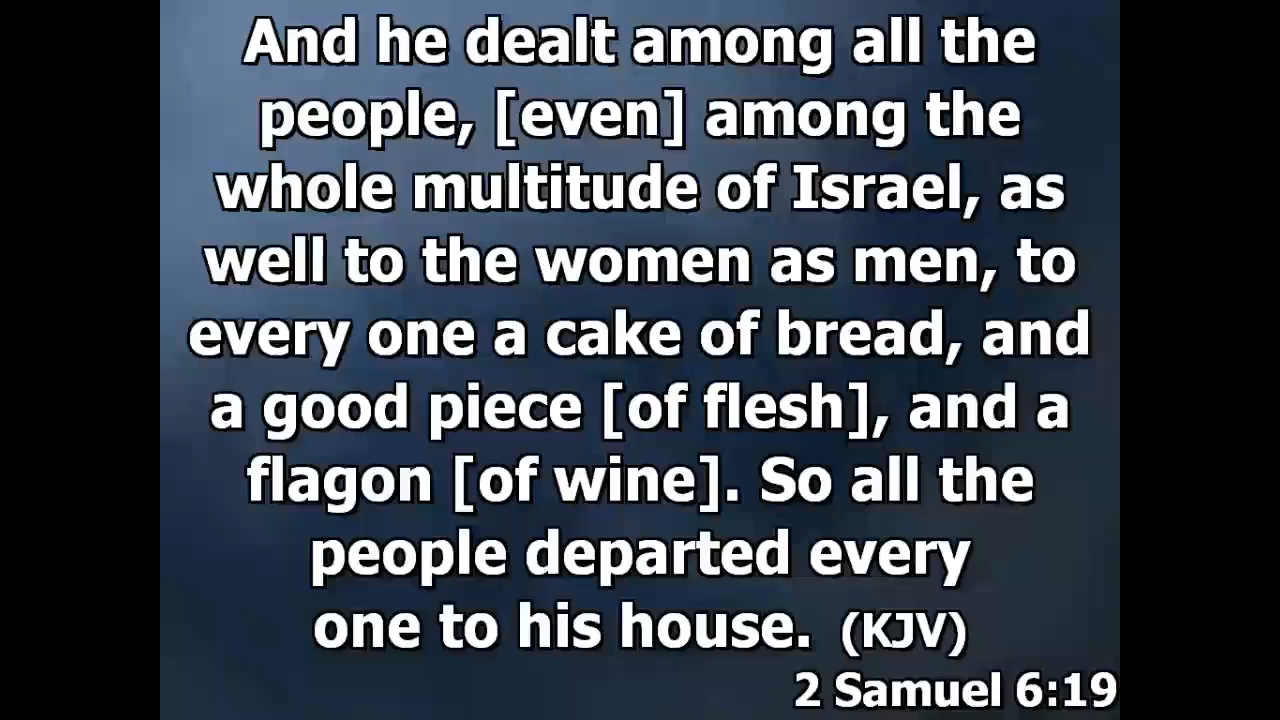 And he dealt among all the
people, [even] among the
whole multitude of Israel, as
well to the women as men, to
every one a cake of bread, and
a good piece [of flesh], and a
flagon [of wine]. So all the
people departed every
one to his house. (KJV)
2 Samuel 6:19